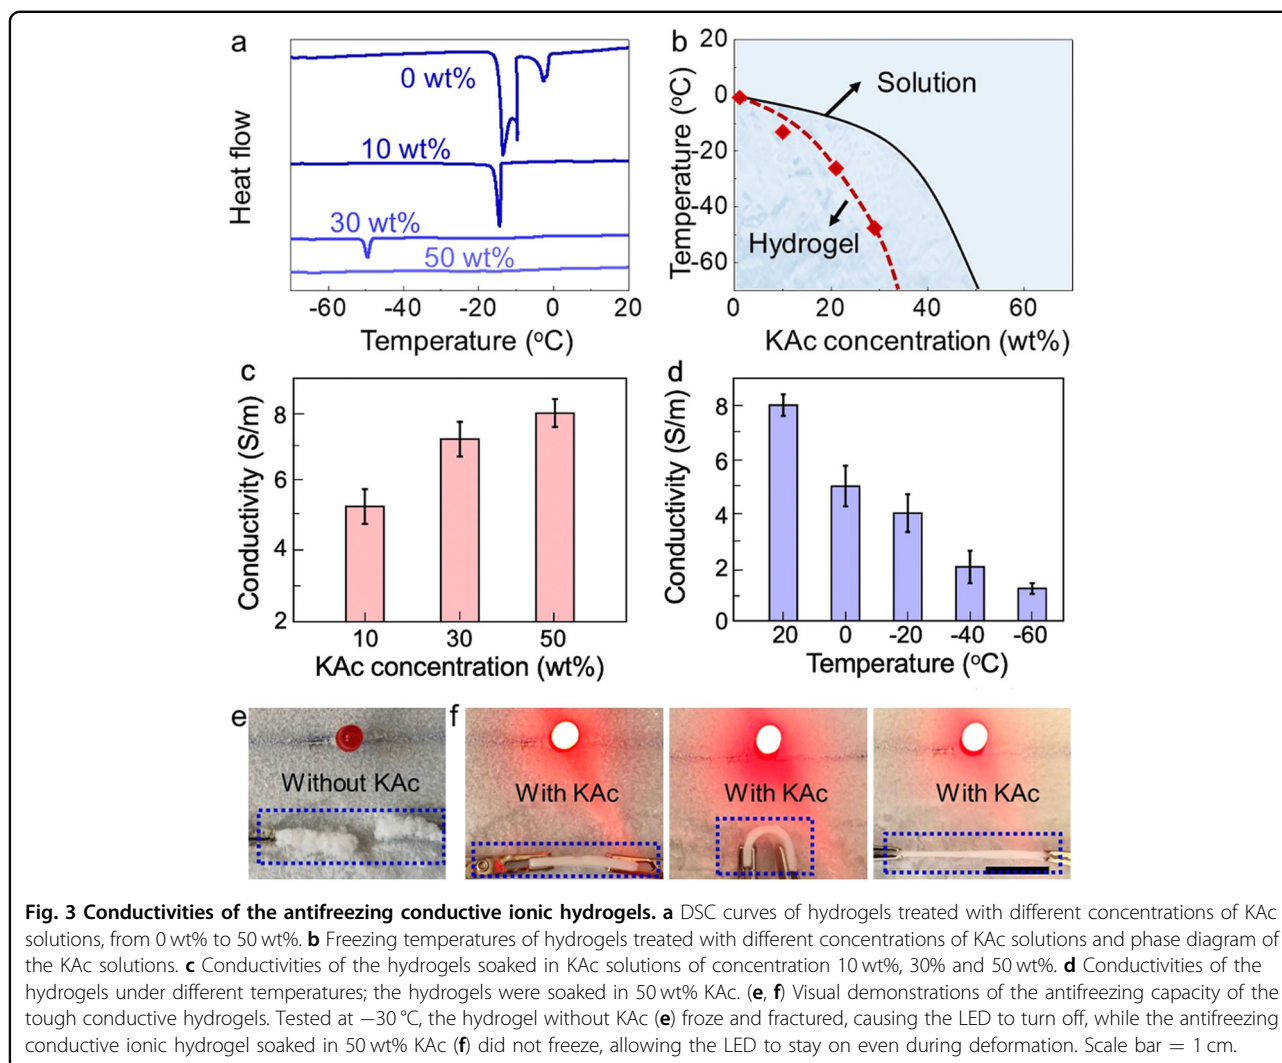 a
Heat flow
0 wt%
10 wt%
30 wt%
50 wt%
-60 -40 -20 0 20
Temperature (°C)
b
Temperature (°C)
20
0
-20
-40
-60
Solution
Hydrogel
0 20 40 60
KAc concentration (wt%)
c
Conductivity (S/m)
8
6
4
2
10 30 50
KAc concentration (wt%)
d
Conductivity (S/m)
8
6
4
2
0
20 0 -20 -40 -60
Temperature (°C)
e
Without KAc
f
With KAc
With KAc
With KAc
Fig. 3 Conductivities of the antifreezing conductive ionic hydrogels. a DSC curves of hydrogels treated with different concentrations of KAc
solutions, from 0 wt% to 50 wt%. b Freezing temperatures of hydrogels treated with different concentrations of KAc solutions and phase diagram of
the KAc solutions. c Conductivities of the hydrogels soaked in KAc solutions of concentration 10 wt%, 30% and 50 wt%. d Conductivities of the
hydrogels under different temperatures; the hydrogels were soaked in 50 wt% KAc. (e, f) Visual demonstrations of the antifreezing capacity of the
tough conductive hydrogels. Tested at −30 °C, the hydrogel without KAc (e) froze and fractured, causing the LED to turn off, while the antifreezing
conductive ionic hydrogel soaked in 50 wt% KAc (f) did not freeze, allowing the LED to stay on even during deformation. Scale bar = 1 cm.